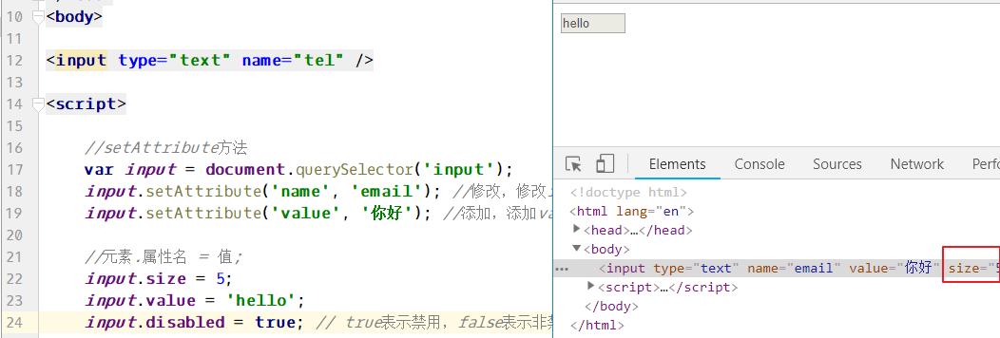 10 <body>
11
12 <input type="text" name="tel" />
13
14 <script>
15
16 //setAttribute方法
17 var input = document.querySelector('input');
18 input.setAttribute('name', 'email'); //修改，修改
19 input.setAttribute('value', '你好'); //添加，添加va
20
21 //元素.属性名 = 值;
22 input.size = 5;
23 input.value = 'hello';
24 input.disabled = true; // true表示禁用，false表示非禁
hello
Elements Console Sources Network Perfo
<!doctype html>
<html lang="en">
<head>…</head>
<body>
<input type="text" name="email" value="你好" size="5
<script>…</script>
</body>
</html>